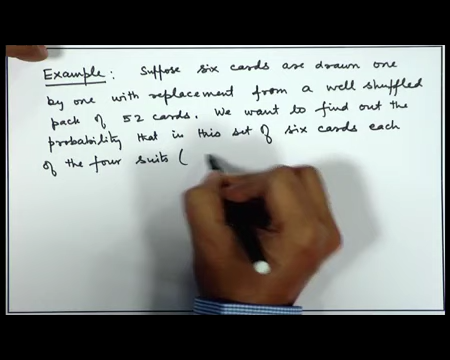 Example: Suppose six cards are drawn one
by one with replacement from a well shuffled
pack of 52 cards. We want to find out the
probability that in this set of six cards each
of the four suits (